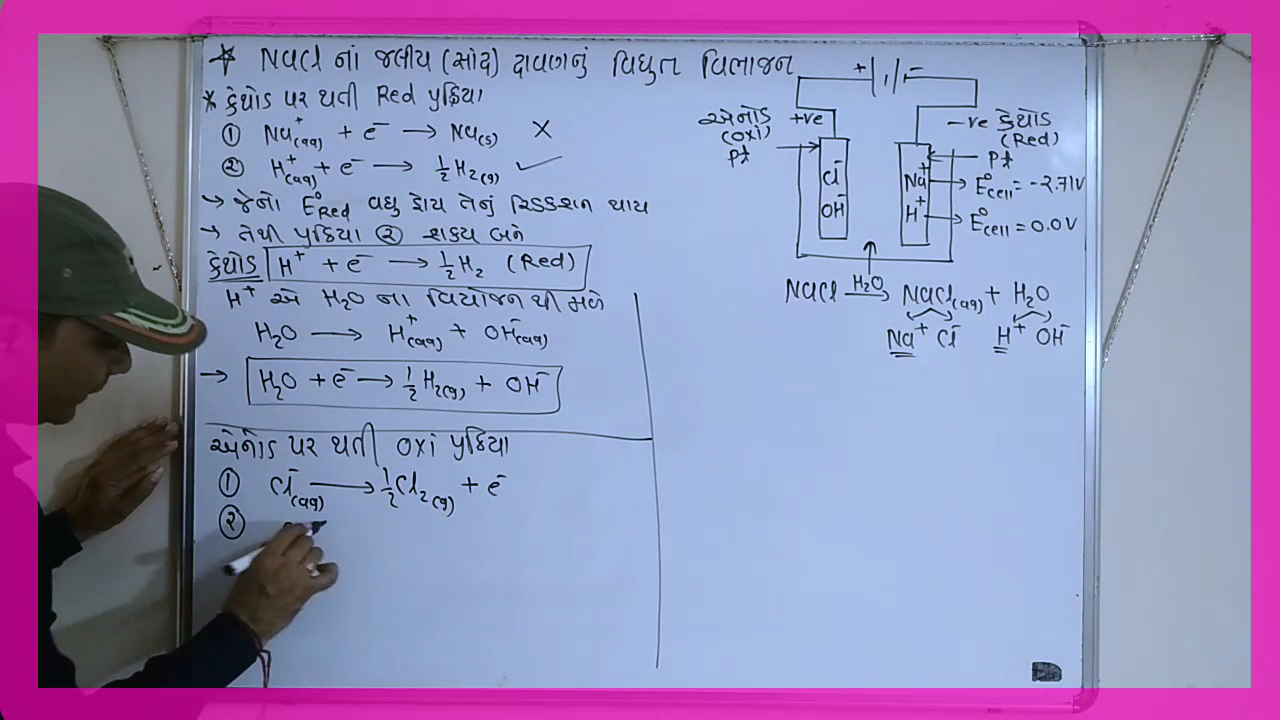 ☆ NaCl નાં જલીય (સાંદ્ર) દ્રાવણનું વિદ્યુત વિભાજન
* કેથોડ પર થતી Red પ્રક્રિયા
① Na⁺(aq) + e⁻ → Na(s) ✗
② H⁺(aq) + e⁻ → ½H₂(g) ✓
→ જેનો E°Red વધુ હોય તેનું રિડક્શન થાય
→ તેથી પ્રક્રિયા ② શક્ય બને
કેથોડ H⁺ + e⁻ → ½H₂ (Red)
H⁺ એ H₂O ના વિયોજન થી મળે
H₂O → H⁺(aq) + OH⁻(aq)
→ H₂O + e⁻ → ½H₂(g) + OH⁻
એનોડ પર થતી oxi પ્રક્રિયા
① Cl⁻(aq) → ½Cl₂(g) + e⁻
②
+ −
એનોડ +ve
(oxi)
Pt
−ve કેથોડ
(Red)
Pt
Cl⁻
OH⁻
Na⁺ → E°cell = −2.71V
H⁺ → E°cell = 0.0V
NaCl H₂O→ NaCl(aq) + H₂O
Na⁺ Cl⁻ H⁺ OH⁻